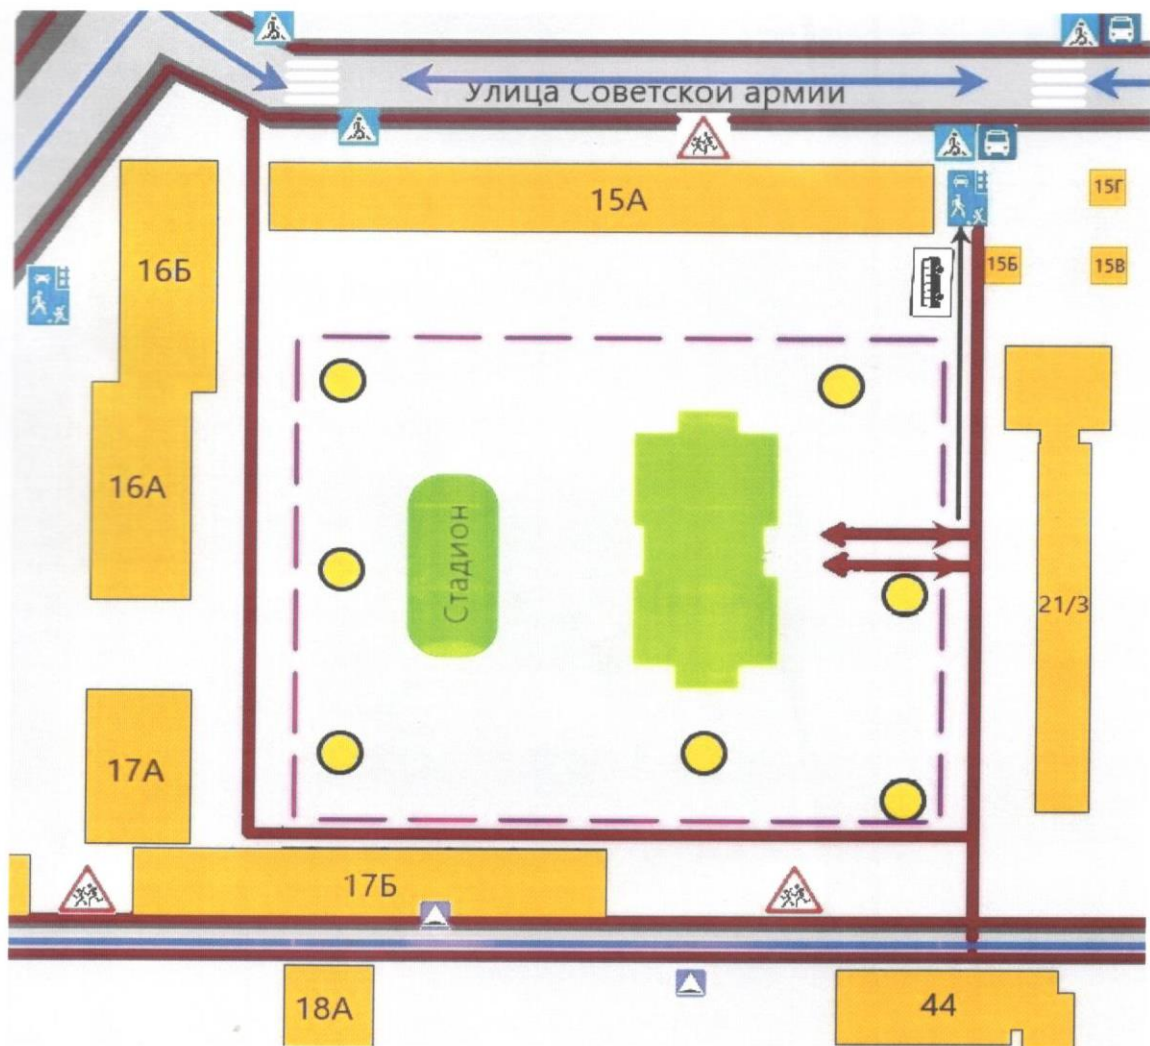 Улица Советской армии
15А
15Г
16Б
15Б
15В
16А
Стадион
21/3
17А
17Б
18А
44